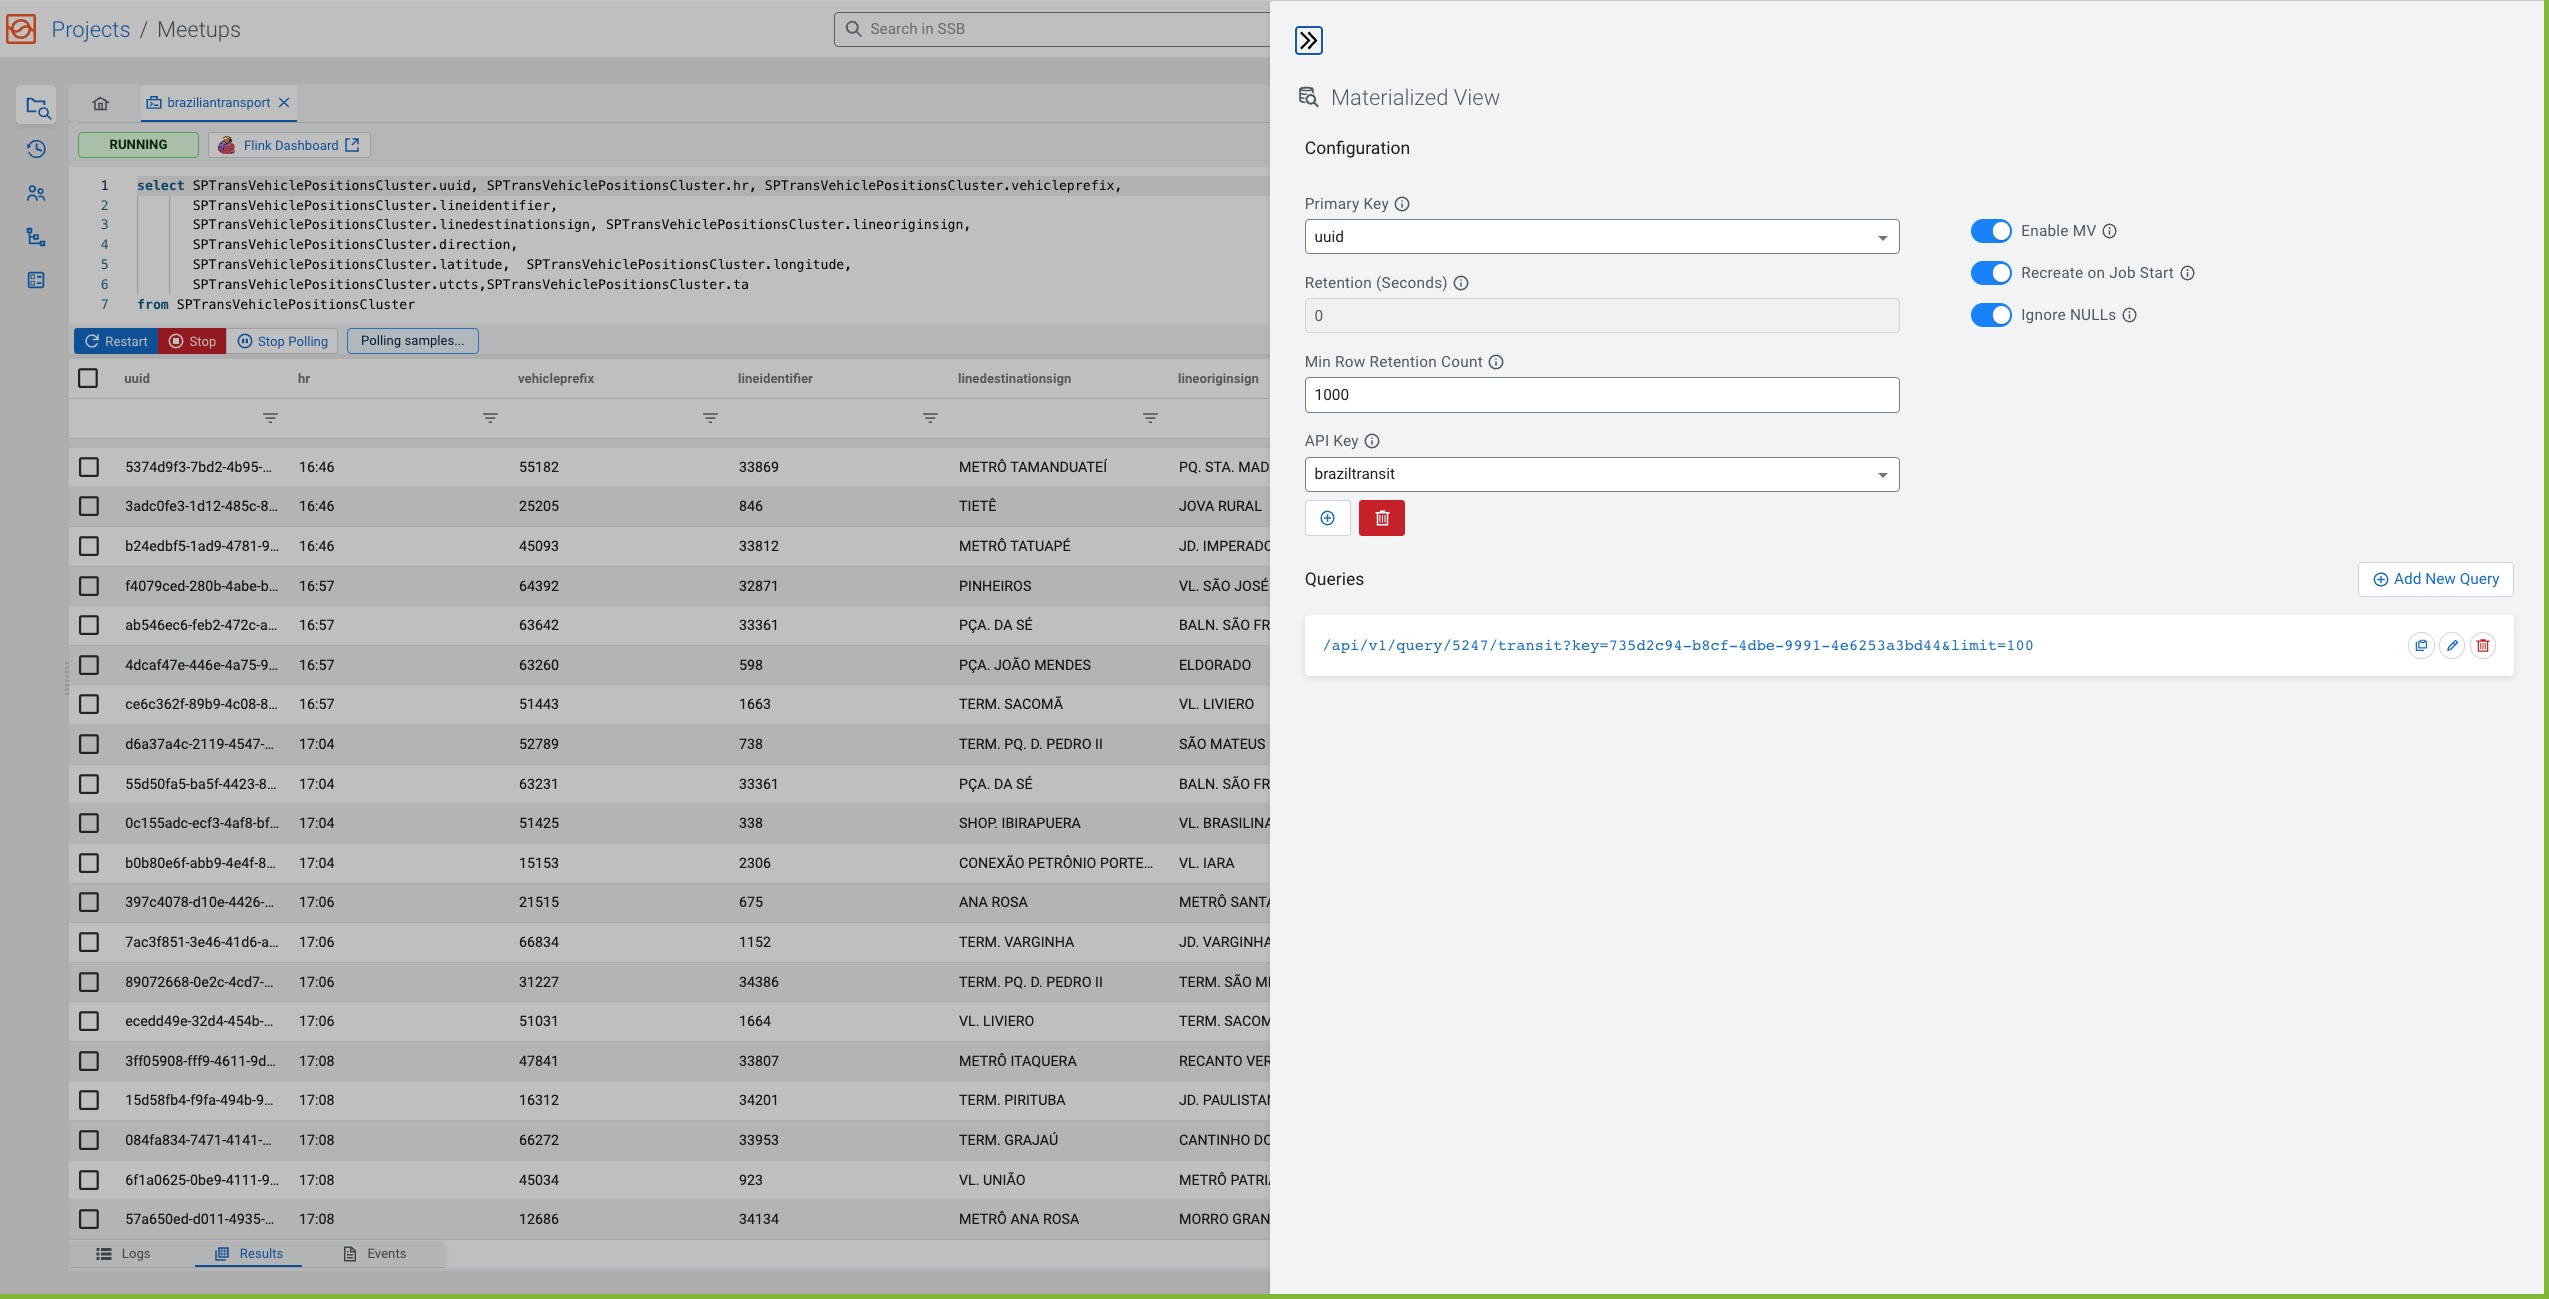 Projects / Meetups
Search in SSB
braziliantransport
RUNNING
Flink Dashboard
1 select SPTransVehiclePositionsCluster.uuid, SPTransVehiclePositionsCluster.hr, SPTransVehiclePositionsCluster.vehicleprefix,
2 SPTransVehiclePositionsCluster.lineidentifier,
3 SPTransVehiclePositionsCluster.linedestinationsign, SPTransVehiclePositionsCluster.lineoriginsign,
4 SPTransVehiclePositionsCluster.direction,
5 SPTransVehiclePositionsCluster.latitude, SPTransVehiclePositionsCluster.longitude,
6 SPTransVehiclePositionsCluster.utcts,SPTransVehiclePositionsCluster.ta
7 from SPTransVehiclePositionsCluster
Restart Stop Stop Polling Polling samples...
uuid hr vehicleprefix lineidentifier linedestinationsign lineoriginsign
5374d9f3-7bd2-4b95-... 16:46 55182 33869 METRÔ TAMANDUATEÍ PQ. STA. MAD
3adc0fe3-1d12-485c-8... 16:46 25205 846 TIETÊ JOVA RURAL
b24edbf5-1ad9-4781-9... 16:46 45093 33812 METRÔ TATUAPÉ JD. IMPERADO
f4079ced-280b-4abe-b... 16:57 64392 32871 PINHEIROS VL. SÃO JOSÉ
ab546ec6-feb2-472c-a... 16:57 63642 33361 PÇA. DA SÉ BALN. SÃO FR
4dcaf47e-446e-4a75-9... 16:57 63260 598 PÇA. JOÃO MENDES ELDORADO
ce6c362f-89b9-4c08-8... 16:57 51443 1663 TERM. SACOMÃ VL. LIVIERO
d6a37a4c-2119-4547-... 17:04 52789 738 TERM. PQ. D. PEDRO II SÃO MATEUS
55d50fa5-ba5f-4423-8... 17:04 63231 33361 PÇA. DA SÉ BALN. SÃO FR
0c155adc-ecf3-4af8-bf... 17:04 51425 338 SHOP. IBIRAPUERA VL. BRASILINA
b0b80e6f-abb9-4e4f-8... 17:04 15153 2306 CONEXÃO PETRÔNIO PORTE... VL. IARA
397c4078-d10e-4426-... 17:06 21515 675 ANA ROSA METRÔ SANTA
7ac3f851-3e46-41d6-a... 17:06 66834 1152 TERM. VARGINHA JD. VARGINHA
89072668-0e2c-4cd7-... 17:06 31227 34386 TERM. PQ. D. PEDRO II TERM. SÃO M
ecedd49e-32d4-454b-... 17:06 51031 1664 VL. LIVIERO TERM. SACOM
3ff05908-fff9-4611-9d... 17:08 47841 33807 METRÔ ITAQUERA RECANTO VER
15d58fb4-f9fa-494b-9... 17:08 16312 34201 TERM. PIRITUBA JD. PAULISTAN
084fa834-7471-4141-... 17:08 66272 33953 TERM. GRAJAÚ CANTINHO DO
6f1a0625-0be9-4111-9... 17:08 45034 923 VL. UNIÃO METRÔ PATRI
57a650ed-d011-4935-... 17:08 12686 34134 METRÔ ANA ROSA MORRO GRAN
Logs Results Events
Materialized View
Configuration
Primary Key
uuid
Enable MV
Recreate on Job Start
Ignore NULLs
Retention (Seconds)
0
Min Row Retention Count
1000
API Key
braziltransit
Queries
Add New Query
/api/v1/query/5247/transit?key=735d2c94-b8cf-4dbe-9991-4e6253a3bd44&limit=100